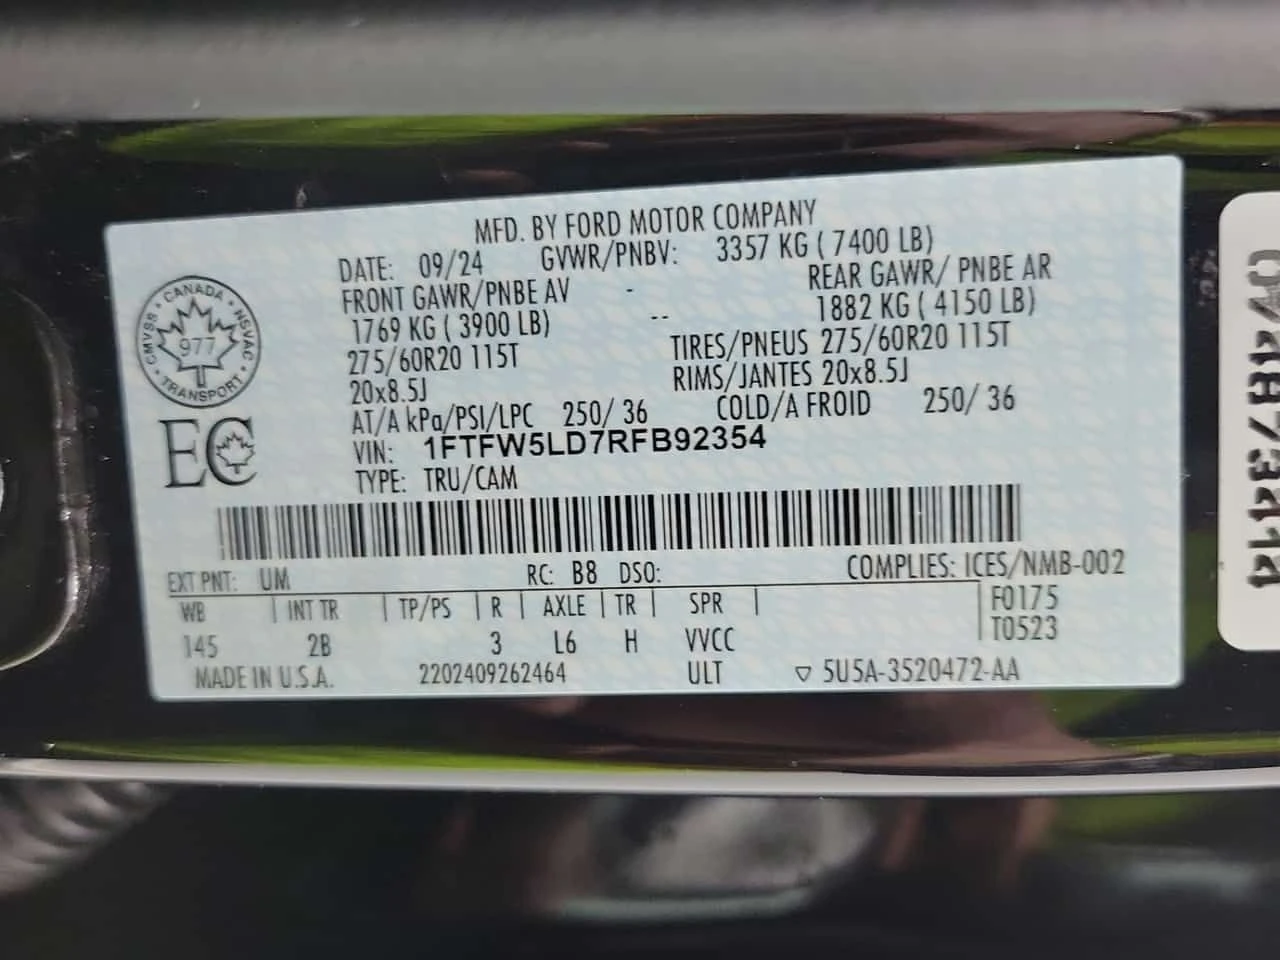 MFD. BY FORD MOTOR COMPANY
DATE: 09/24 GVWR/PNBV: 3357 KG ( 7400 LB)
FRONT GAWR/PNBE AV - REAR GAWR/ PNBE AR
1769 KG ( 3900 LB) -- 1882 KG ( 4150 LB)
275/60R20 115T TIRES/PNEUS 275/60R20 115T
20x8.5J RIMS/JANTES 20x8.5J
AT/A kPa/PSI/LPC 250/ 36 COLD/A FROID 250/ 36
VIN: 1FTFW5LD7RFB92354
TYPE: TRU/CAM
CANADA
CMVSS NSVAC
977
TRANSPORT
EC
EXT PNT: UM RC: B8 DSO: COMPLIES: ICES/NMB-002
WB INT TR TP/PS R AXLE TR SPR F0175
145 2B 3 L6 H VVCC T0523
MADE IN U.S.A. 2202409262464 ULT ▽ 5U5A-3520472-AA